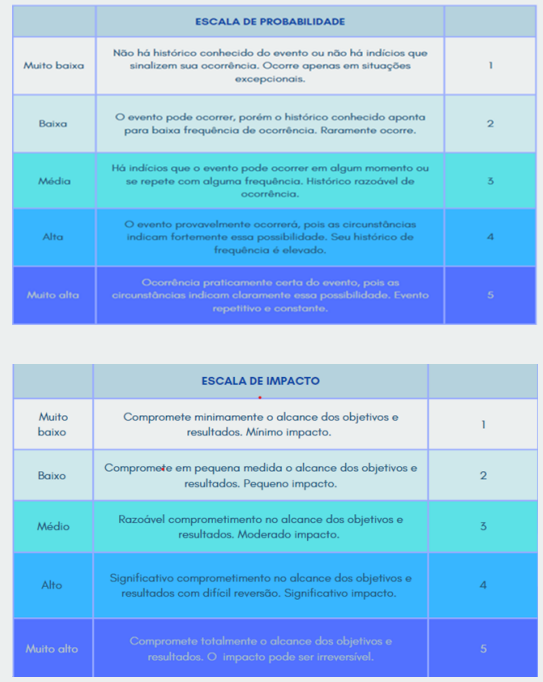 ESCALA DE PROBABILIDADE
Muito baixa
Não há histórico conhecido do evento ou não há indícios que
sinalizem sua ocorrência. Ocorre apenas em situações
excepcionais.
1
Baixa
O evento pode ocorrer, porém o histórico conhecido aponta
para baixa frequência de ocorrência. Raramente ocorre.
2
Média
Há indícios que o evento pode ocorrer em algum momento ou
se repete com alguma frequência. Histórico razoável de
ocorrência.
3
Alta
O evento provavelmente ocorrerá, pois as circunstâncias
indicam fortemente essa possibilidade. Seu histórico de
frequência é elevado.
4
Muito alta
Ocorrência praticamente certa do evento, pois as
circunstâncias indicam claramente essa possibilidade. Evento
repetitivo e constante.
5
ESCALA DE IMPACTO
Muito
baixo
Compromete minimamente o alcance dos objetivos e
resultados. Mínimo impacto.
1
Baixo
Compromete em pequena medida o alcance dos objetivos e
resultados. Pequeno impacto.
2
Médio
Razoável comprometimento no alcance dos objetivos e
resultados. Moderado impacto.
3
Alto
Significativo comprometimento no alcance dos objetivos e
resultados com difícil reversão. Significativo impacto.
4
Muito alto
Compromete totalmente o alcance dos objetivos e
resultados. O impacto pode ser irreversível.
5